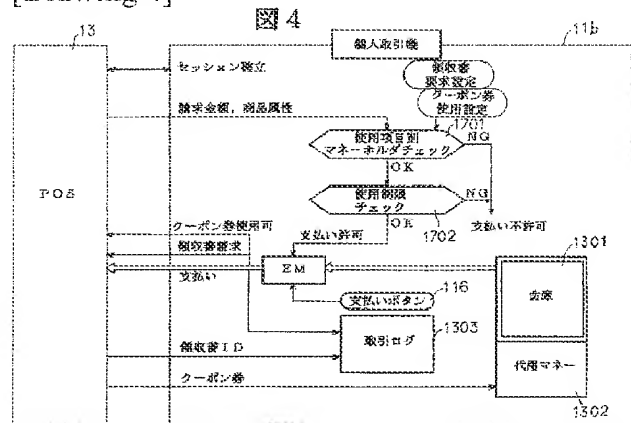 図4
13
個人取引機
11b
セッション確立
領収書
要求設定
クーポン券
使用設定
請求金額,商品属性
1701
使用項目別
マネーホルダチェック
NG
OK
POS
使用制限
チェック
NG
クーポン券使用可
OK
1702
支払い不許可
支払い許可
1301
領収書請求
EM
支払い
金庫
支払いボタン
116
取引ログ
1303
領収書ID
代用マネー
クーポン券
1302